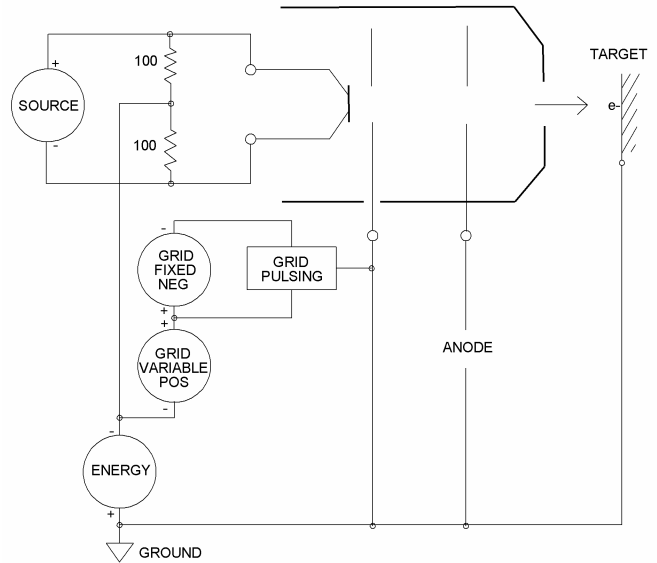 100
TARGET
+
SOURCE
e-
100
-
-
GRID
FIXED
NEG
GRID
PULSING
+
+
GRID
VARIABLE
POS
ANODE
-
-
ENERGY
+
GROUND